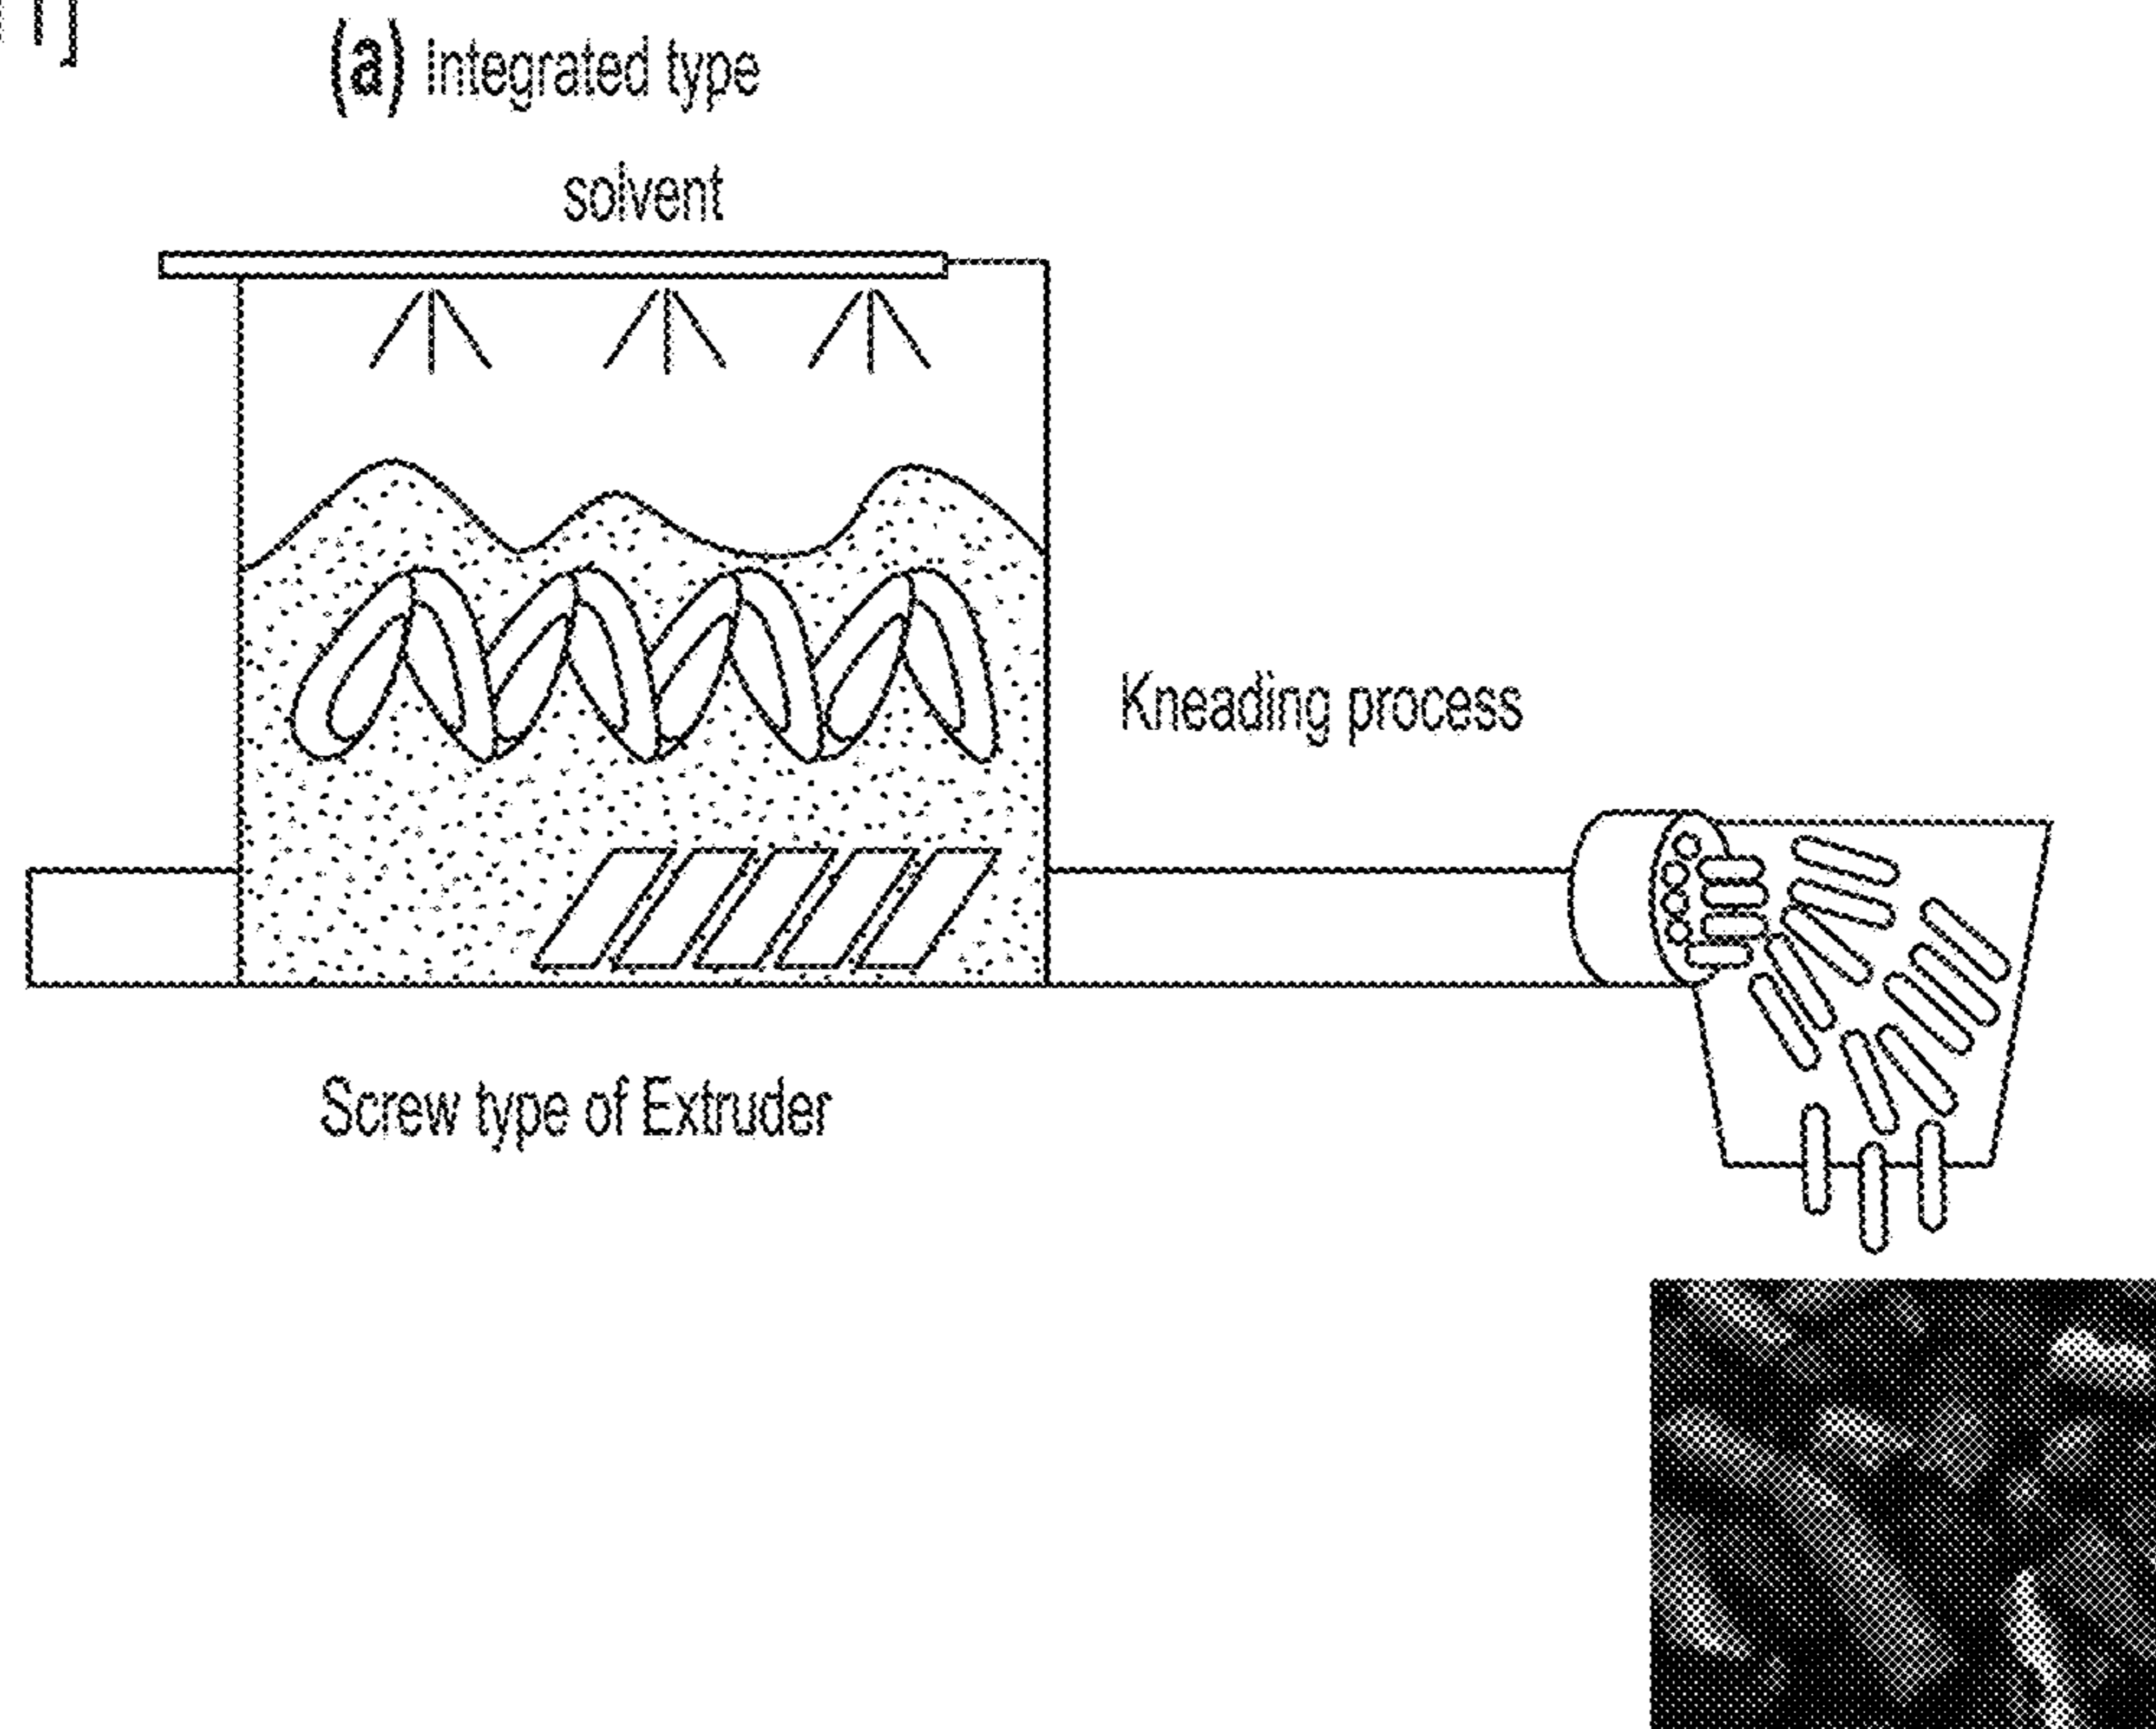 (a) Integrated type
solvent
Kneading process
Screw type of Extruder